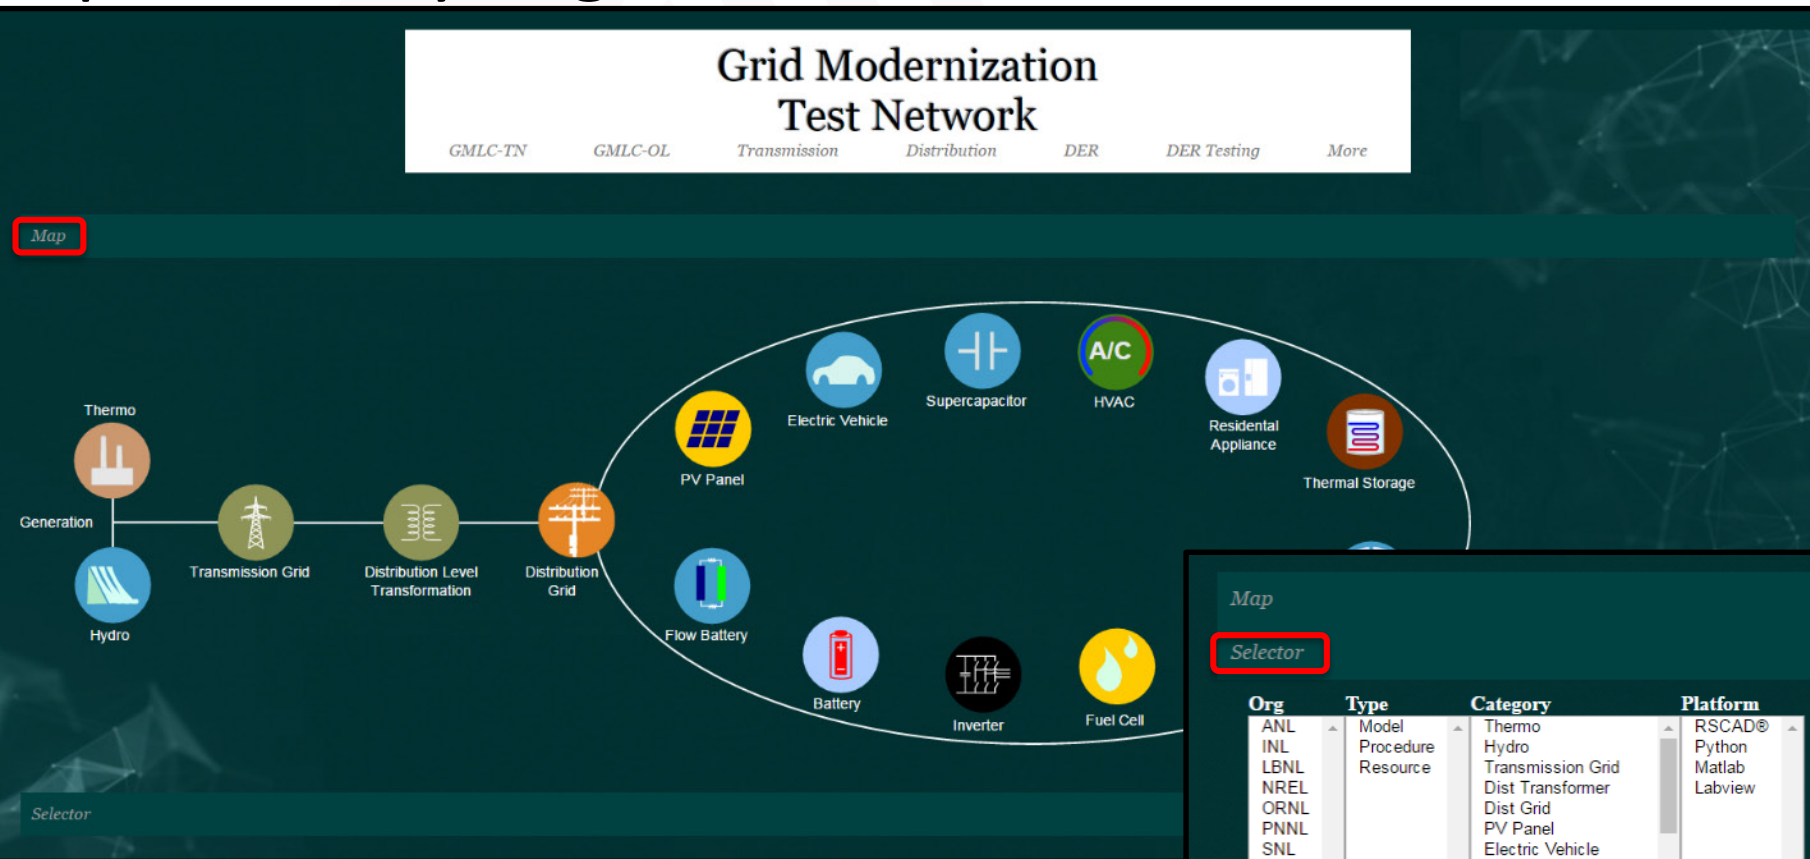 Grid Modernization
Test Network
GMLC-TN GMLC-OL Transmission Distribution DER DER Testing More
Map
Thermo
Generation
Hydro
Transmission Grid
Distribution Level
Transformation
Distribution
Grid
PV Panel
Electric Vehicle
Supercapacitor
A/C
HVAC
Residental
Appliance
Thermal Storage
Flow Battery
Battery
Inverter
Fuel Cell
Selector
Map
Selector
Org Type Category Platform
ANL Model Thermo RSCAD®
INL Procedure Hydro Python
LBNL Resource Transmission Grid Matlab
NREL Dist Transformer Labview
ORNL Dist Grid
PNNL PV Panel
SNL Electric Vehicle